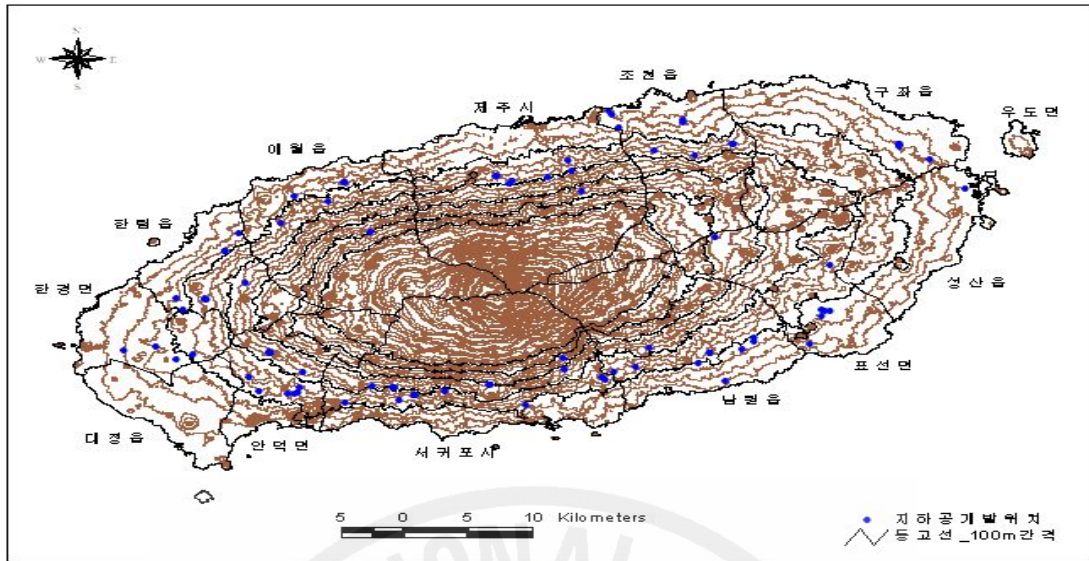 N
W E
S
조천읍
구좌읍
제주시
우도면
애월읍
한림읍
한경면
성산읍
표선면
남원읍
대정읍
안덕면
서귀포시
5 0 5 10 Kilometers
지하공개발위치
등고선_100m간격